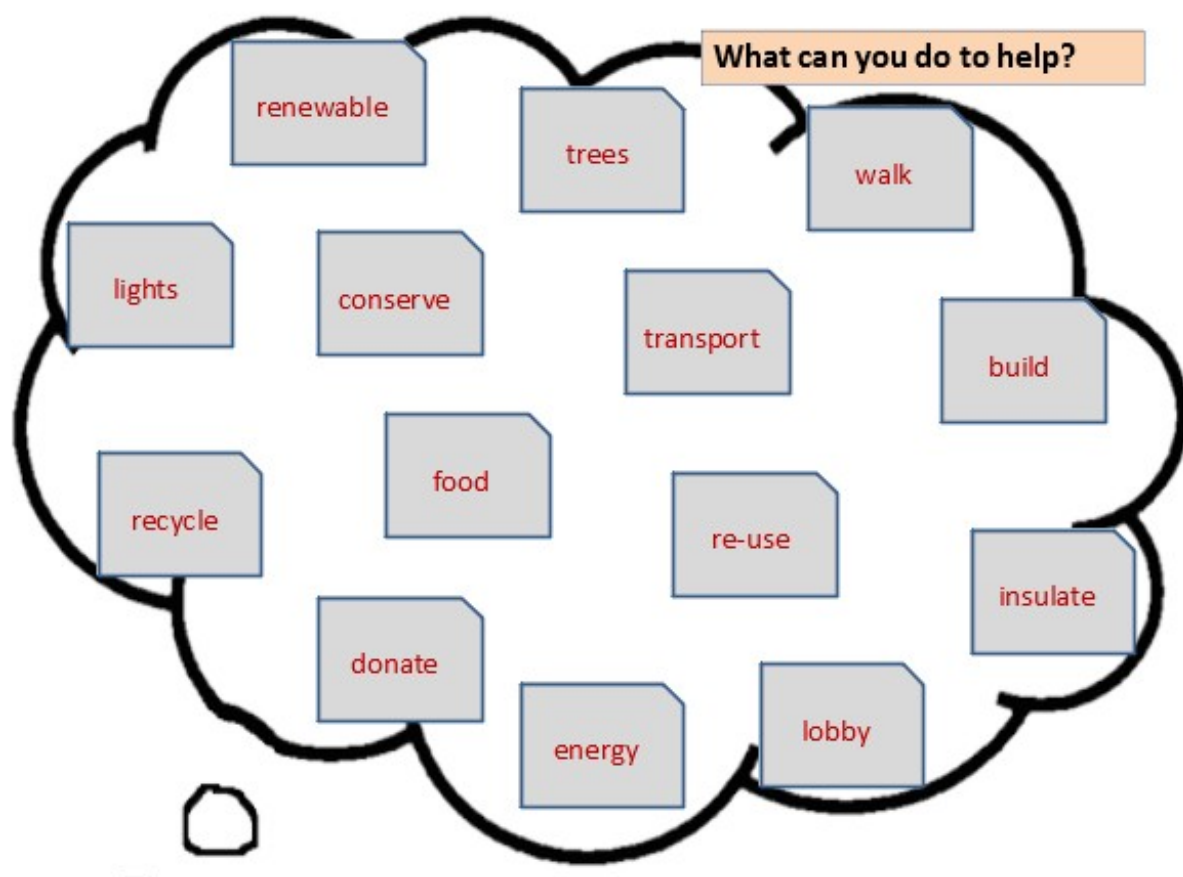 What can you do to help?
renewable
trees
walk
lights
conserve
transport
build
food
recycle
re-use
insulate
donate
energy
lobby